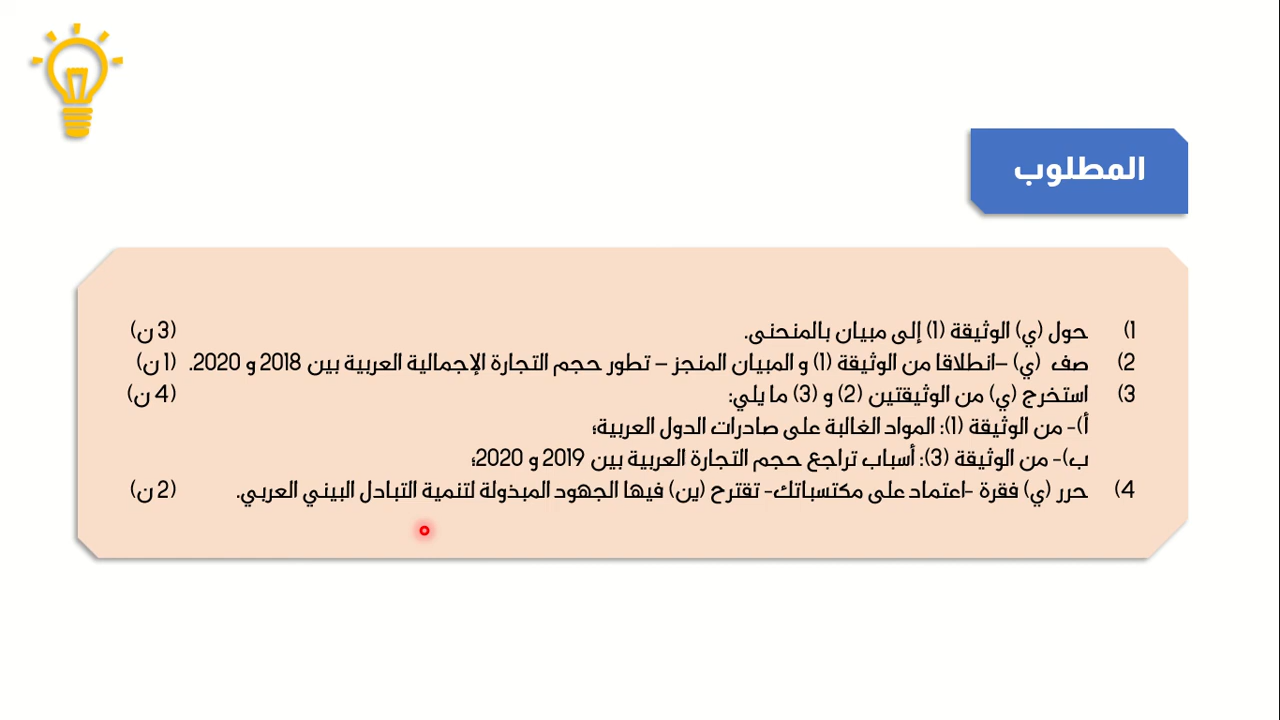 المطلوب
1) حول (ي) الوثيقة (1) إلى مبيان بالمنحنى. (3 ن)
2) صف (ي) –انطلاقا من الوثيقة (1) و المبيان المنجز – تطور حجم التجارة الإجمالية العربية بين 2018 و 2020. (1 ن)
3) استخرج (ي) من الوثيقتين (2) و (3) ما يلي: (4 ن)
أ)- من الوثيقة (1): المواد الغالبة على صادرات الدول العربية؛
ب)- من الوثيقة (3): أسباب تراجع حجم التجارة العربية بين 2019 و 2020؛
4) حرر (ي) فقرة -اعتماد على مكتسباتك- تقترح (ين) فيها الجهود المبذولة لتنمية التبادل البيني العربي. (2 ن)